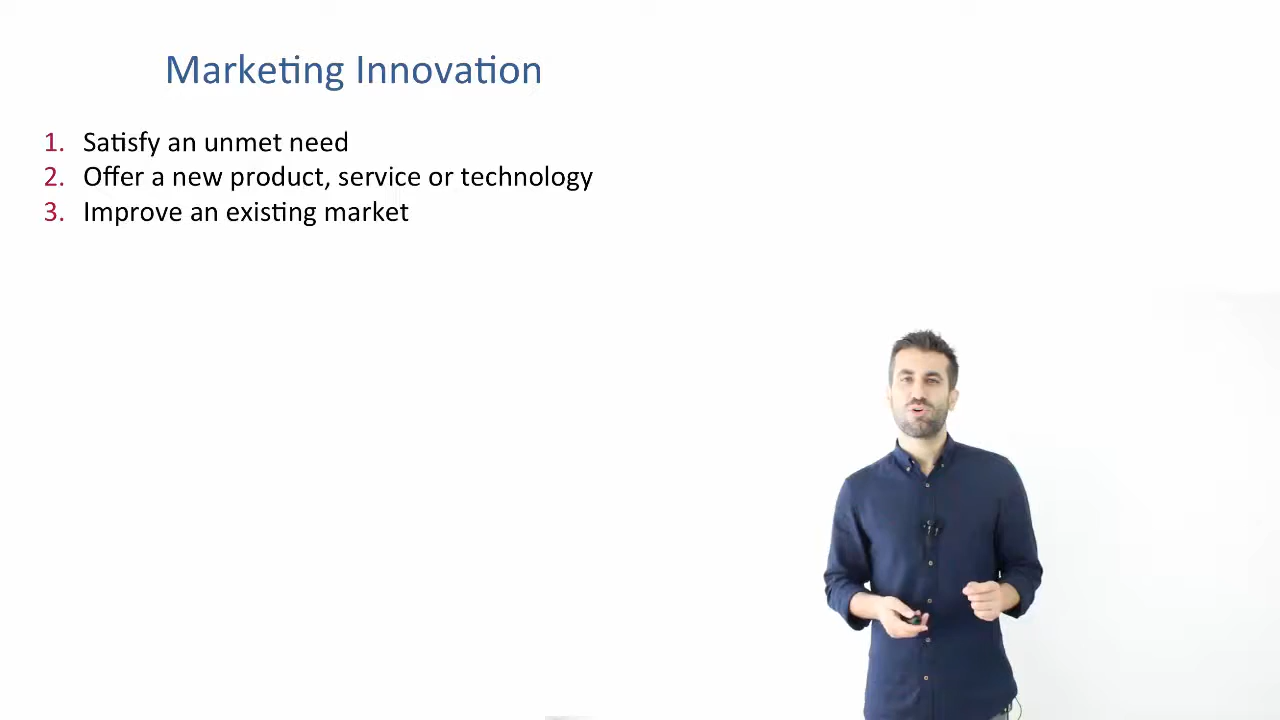 Marketing Innovation
1. Satisfy an unmet need
2. Offer a new product, service or technology
3. Improve an existing market